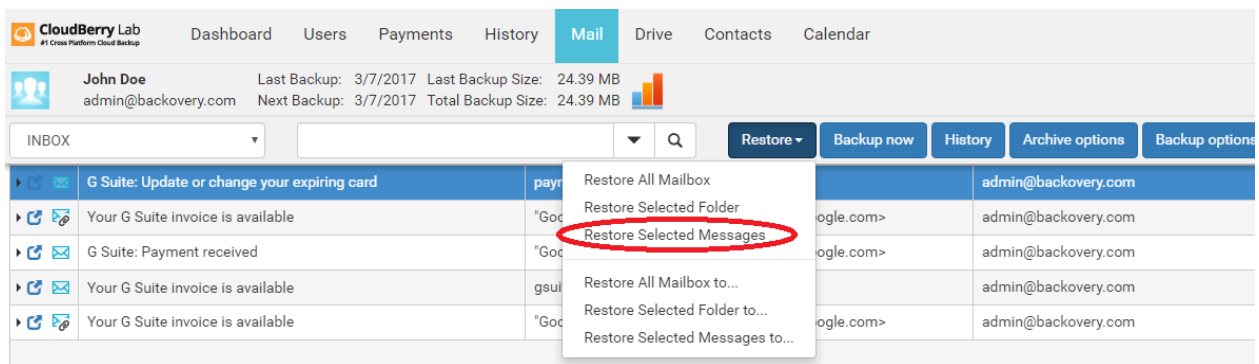 CloudBerry Lab
#1 Cross Platform Cloud Backup
Dashboard Users Payments History Mail Drive Contacts Calendar
John Doe Last Backup: 3/7/2017 Last Backup Size: 24.39 MB
admin@backovery.com Next Backup: 3/7/2017 Total Backup Size: 24.39 MB
INBOX Restore Backup now History Archive options Backup options
G Suite: Update or change your expiring card payn admin@backovery.com
Your G Suite invoice is available "Goo ogle.com> admin@backovery.com
G Suite: Payment received "Goo ogle.com> admin@backovery.com
Your G Suite invoice is available gsui admin@backovery.com
Your G Suite invoice is available "Goo ogle.com> admin@backovery.com
Restore All Mailbox
Restore Selected Folder
Restore Selected Messages
Restore All Mailbox to...
Restore Selected Folder to...
Restore Selected Messages to...